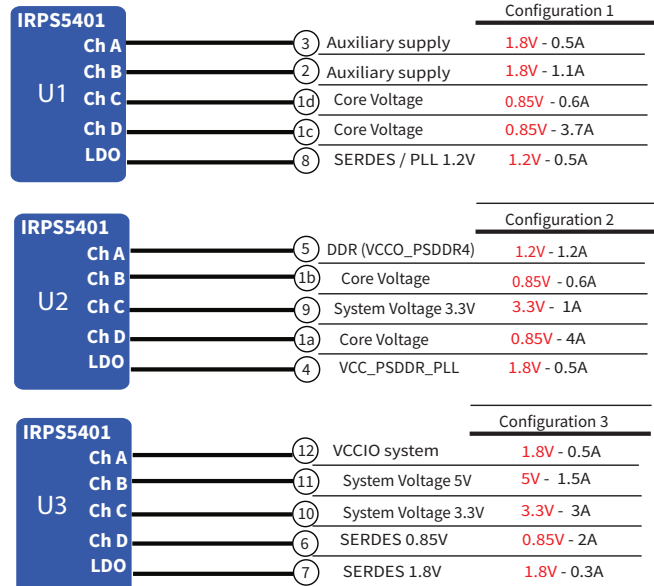 Configuration 1
IRPS5401
Ch A 3 Auxiliary supply 1.8V - 0.5A
Ch B 2 Auxiliary supply 1.8V - 1.1A
U1 Ch C 1d Core Voltage 0.85V - 0.6A
Ch D 1c Core Voltage 0.85V - 3.7A
LDO 8 SERDES / PLL 1.2V 1.2V - 0.5A
Configuration 2
IRPS5401
Ch A 5 DDR (VCCO_PSDDR4) 1.2V - 1.2A
Ch B 1b Core Voltage 0.85V - 0.6A
U2 Ch C 9 System Voltage 3.3V 3.3V - 1A
Ch D 1a Core Voltage 0.85V - 4A
LDO 4 VCC_PSDDR_PLL 1.8V - 0.5A
Configuration 3
IRPS5401
Ch A 12 VCCIO system 1.8V - 0.5A
Ch B 11 System Voltage 5V 5V - 1.5A
U3 Ch C 10 System Voltage 3.3V 3.3V - 3A
Ch D 6 SERDES 0.85V 0.85V - 2A
LDO 7 SERDES 1.8V 1.8V - 0.3A